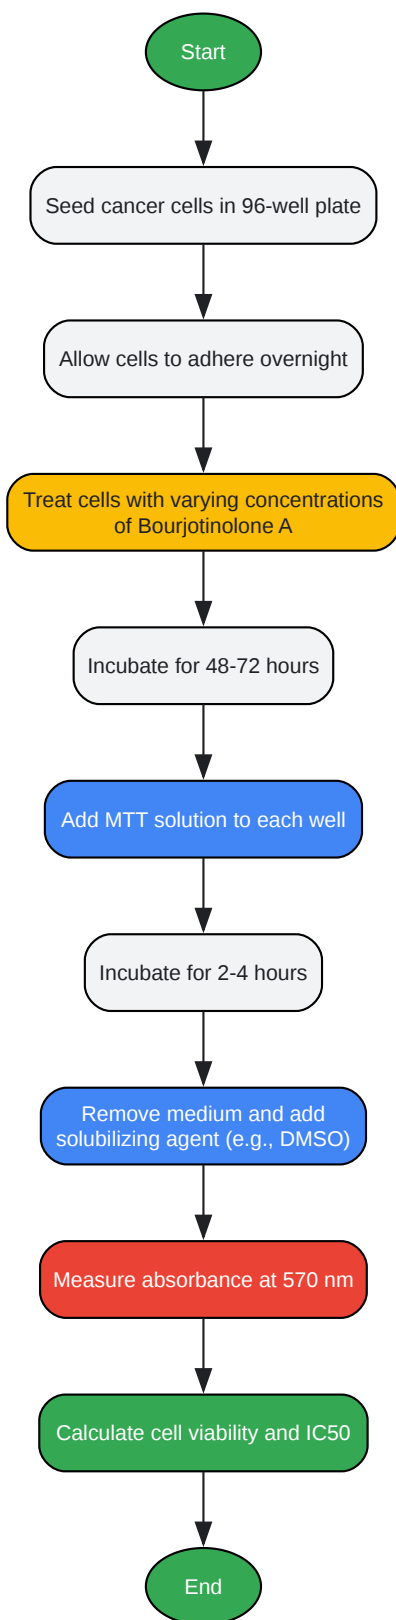 Start
Seed cancer cells in 96-well plate
Allow cells to adhere overnight
Treat cells with varying concentrations
of Bourjotinolone A
Incubate for 48-72 hours
Add MTT solution to each well
Incubate for 2-4 hours
Remove medium and add
solubilizing agent (e.g., DMSO)
Measure absorbance at 570 nm
Calculate cell viability and IC50
End